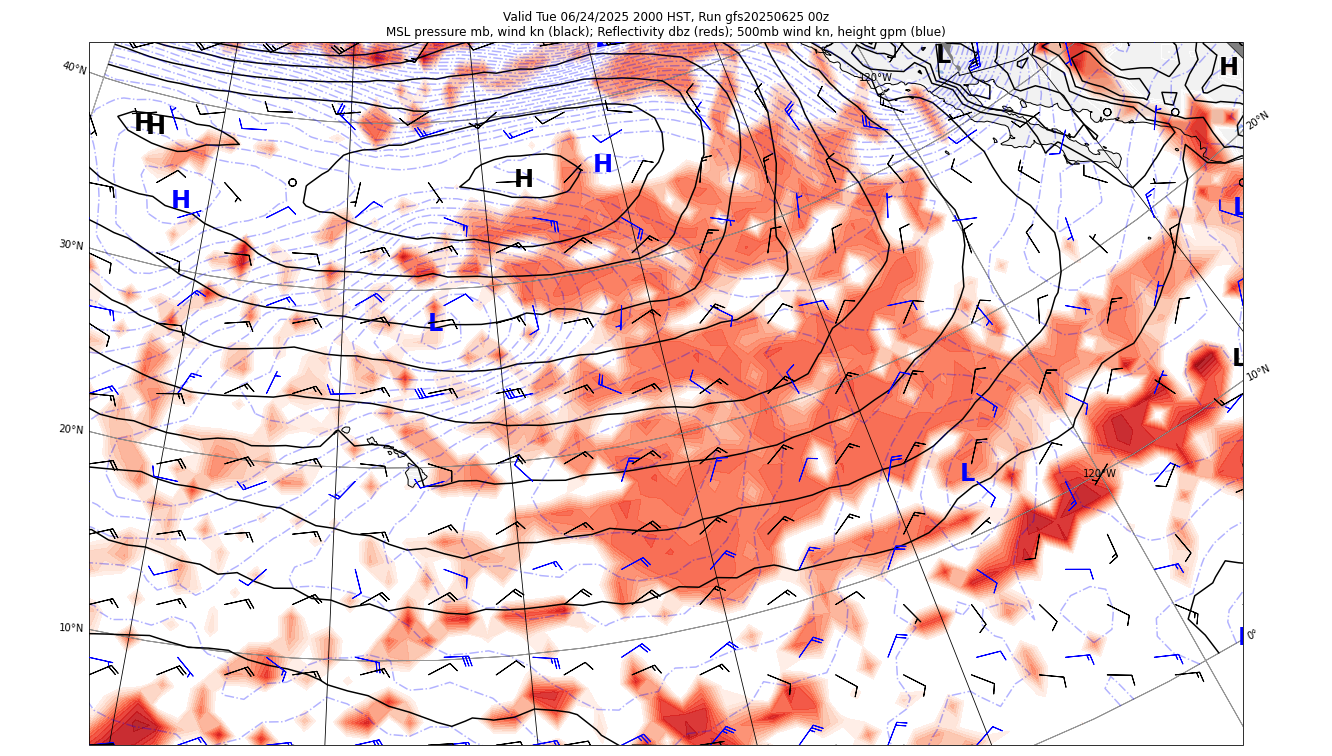 Valid Tue 06/24/2025 2000 HST, Run gfs20250625 00z
MSL pressure mb, wind kn (black); Reflectivity dbz (reds); 500mb wind kn, height gpm (blue)
L
H
40°N
120°W
20°N
H H
H
H
H
L
30°N
L
L
10°N
20°N
L
120°W
10°N
0°